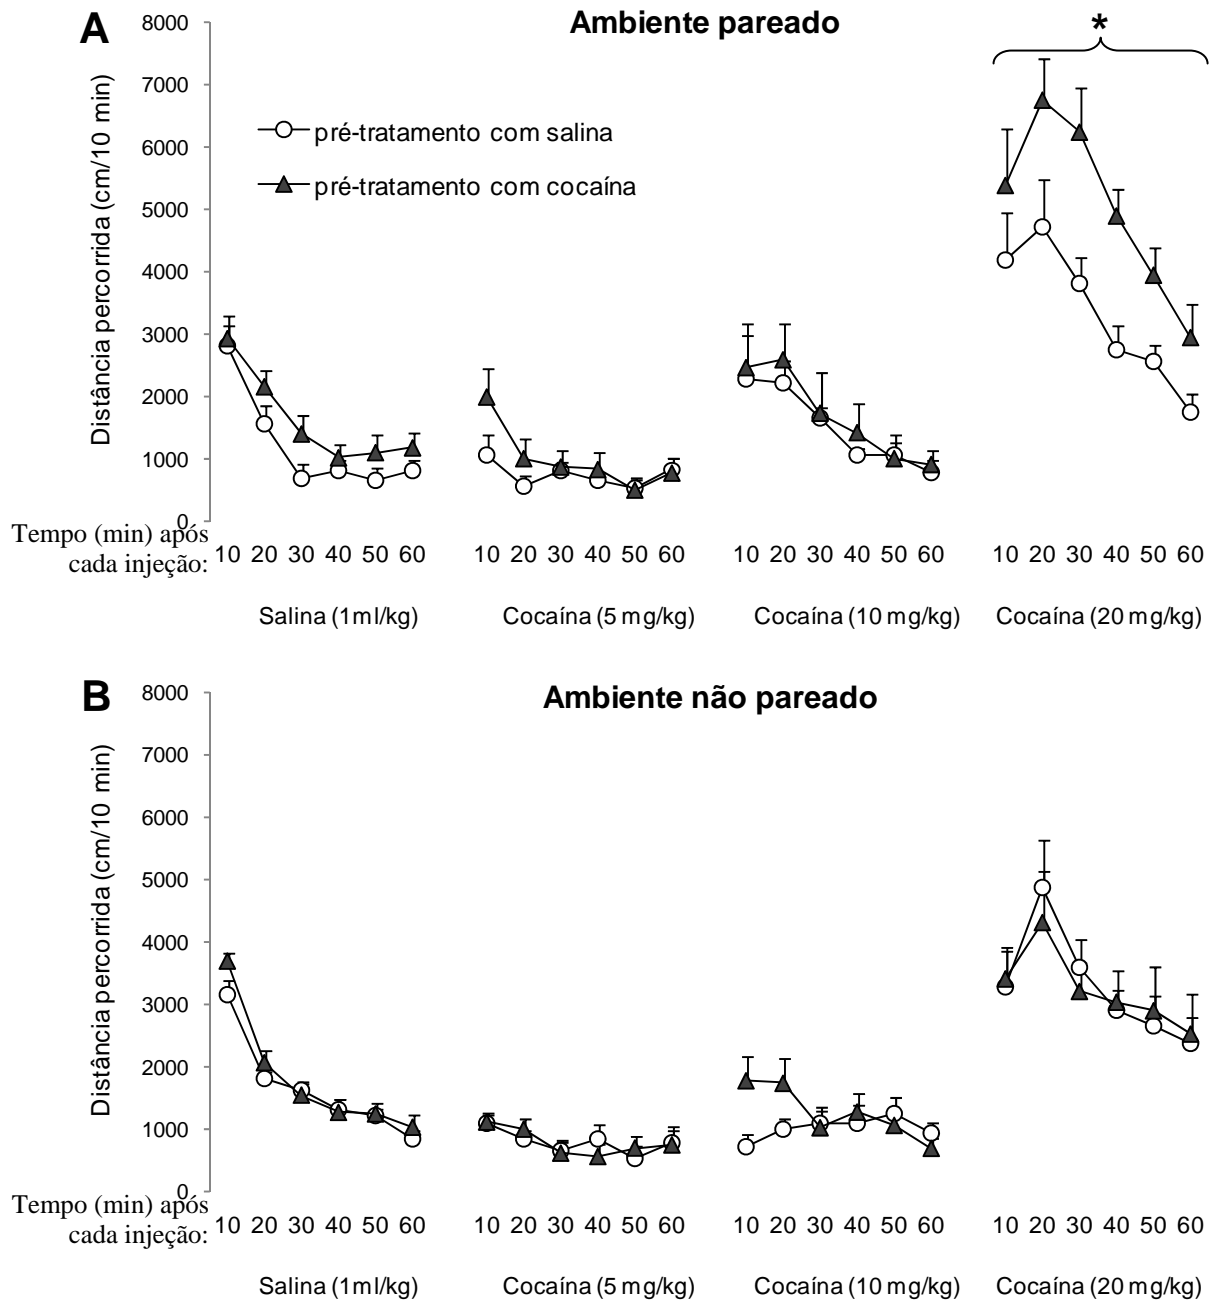 A
Ambiente pareado
*
8000
7000
6000
5000
4000
3000
2000
1000
0
Distância percorrida (cm/10 min)
pré-tratamento com salina
pré-tratamento com cocaína
Tempo (min) após
cada injeção:
10 20 30 40 50 60 10 20 30 40 50 60 10 20 30 40 50 60 10 20 30 40 50 60
Salina (1ml/kg) Cocaína (5 mg/kg) Cocaína (10 mg/kg) Cocaína (20 mg/kg)
B
Ambiente não pareado
8000
7000
6000
5000
4000
3000
2000
1000
0
Distância percorrida (cm/10 min)
Tempo (min) após
cada injeção:
10 20 30 40 50 60 10 20 30 40 50 60 10 20 30 40 50 60 10 20 30 40 50 60
Salina (1ml/kg) Cocaína (5 mg/kg) Cocaína (10 mg/kg) Cocaína (20 mg/kg)